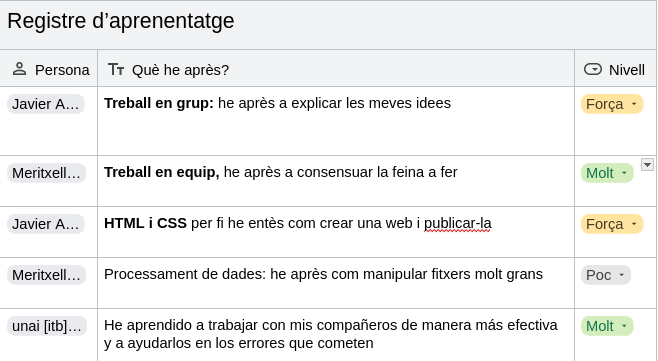 Registre d’aprenentatge
Persona Què he après? Nivell
Javier A… Treball en grup: he après a explicar les meves idees Força
Meritxell… Treball en equip, he après a consensuar la feina a fer Molt
Javier A… HTML i CSS per fi he entès com crear una web i publicar-la Força
Meritxell… Processament de dades: he après com manipular fitxers molt grans Poc
unai [itb]… He aprendido a trabajar con mis compañeros de manera más efectiva Molt
y a ayudarlos en los errores que cometen